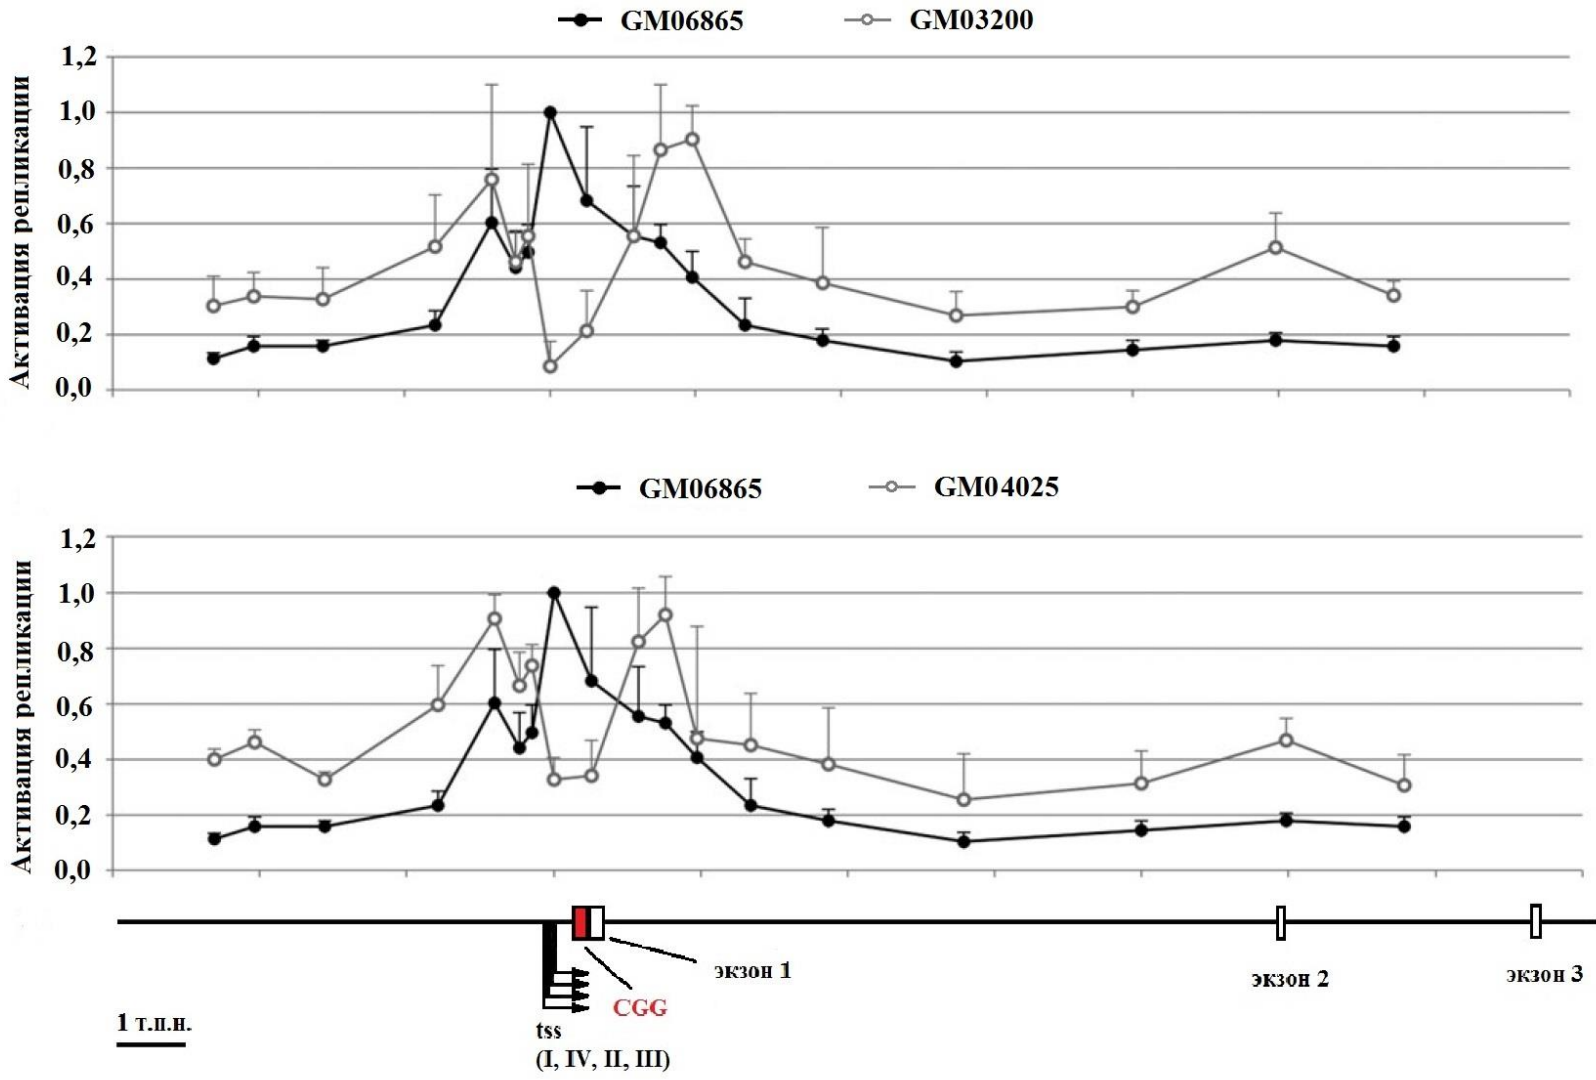 GM06865 GM03200
Активация репликации
1,2
1,0
0,8
0,6
0,4
0,2
0,0
GM06865 GM04025
Активация репликации
1,2
1,0
0,8
0,6
0,4
0,2
0,0
экзон 1
экзон 2
экзон 3
CGG
1 т.п.н.
tss
(I, IV, II, III)